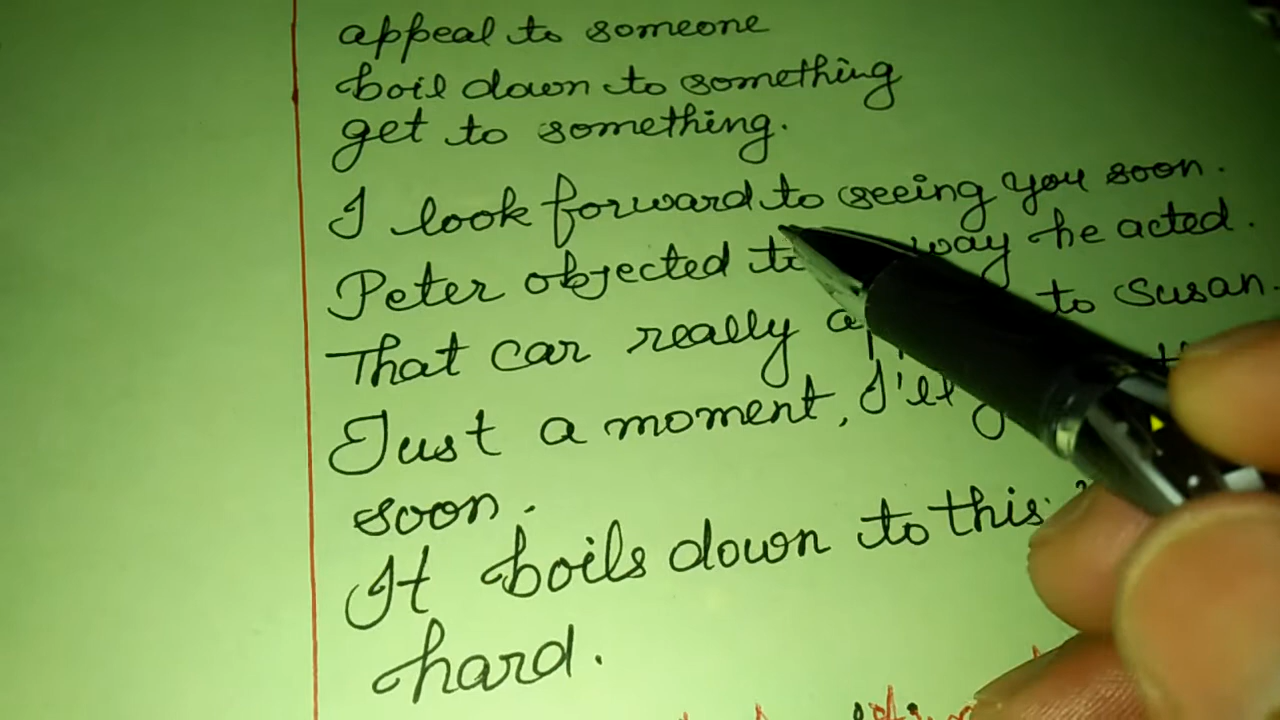 appeal to someone
boil down to something
get to something.
I look forward to seeing you soon.
Peter objected to way he acted.
That car really to Susan.
Just a moment, I'll
soon.
It boils down to this:
hard.